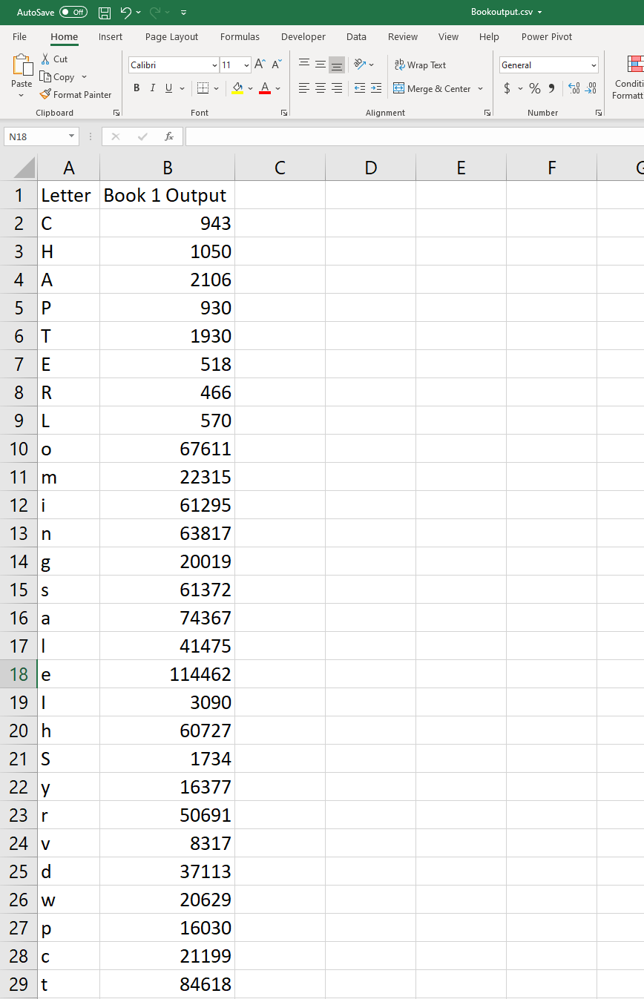 AutoSave Off Bookoutput.csv
File Home Insert Page Layout Formulas Developer Data Review View Help Power Pivot
Paste
Cut
Copy
Format Painter
Clipboard
Calibri 11 A A
B I U A
Font
ab Wrap Text
Merge & Center
Alignment
General
$ % 9 .00 .00
Number
Conditi
Formatt
N18 fx
A B C D E F G
1 Letter Book 1 Output
2 C 943
3 H 1050
4 A 2106
5 P 930
6 T 1930
7 E 518
8 R 466
9 L 570
10 o 67611
11 m 22315
12 i 61295
13 n 63817
14 g 20019
15 s 61372
16 a 74367
17 l 41475
18 e 114462
19 I 3090
20 h 60727
21 S 1734
22 y 16377
23 r 50691
24 v 8317
25 d 37113
26 w 20629
27 p 16030
28 c 21199
29 t 84618